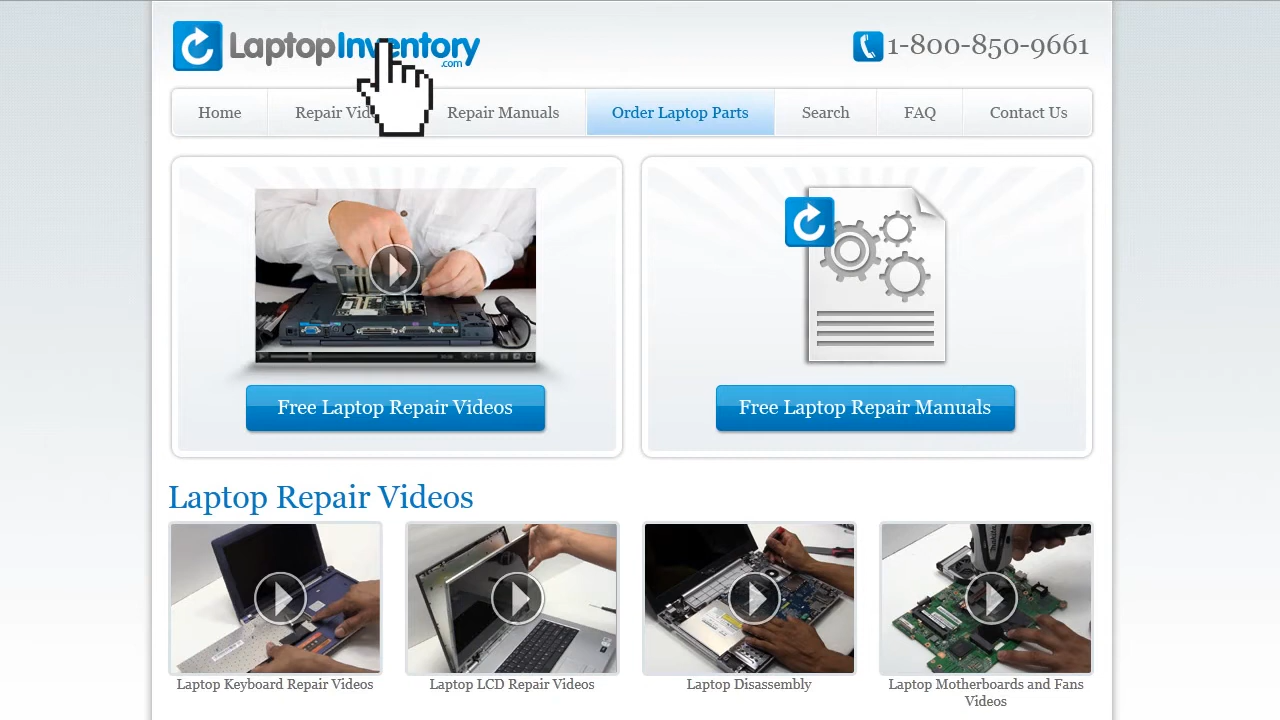 LaptopInventory
.com
1-800-850-9661
Home
Repair
Repair Manuals
Order Laptop Parts
Search
FAQ
Contact Us
Free Laptop Repair Videos
Free Laptop Repair Manuals
Laptop Repair Videos
Laptop Keyboard Repair Videos
Laptop LCD Repair Videos
Laptop Disassembly
Laptop Motherboards and Fans
Videos